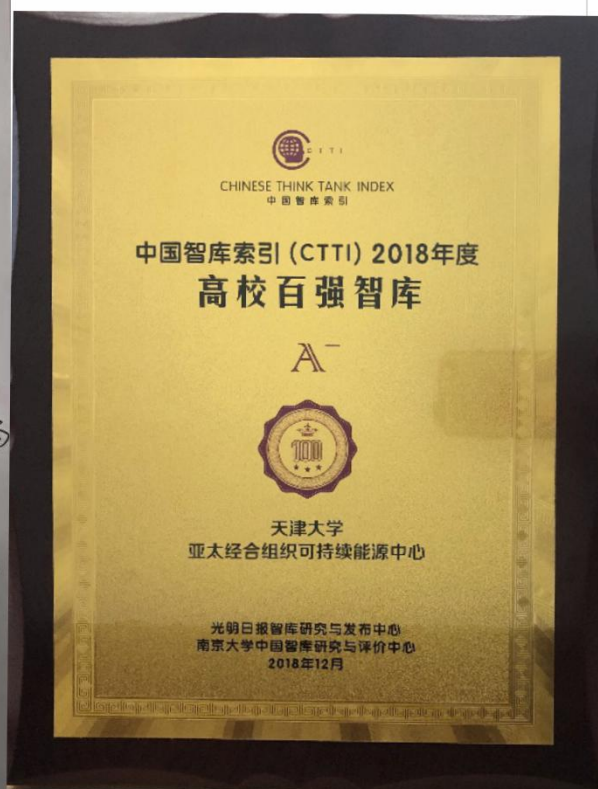 CTTI
CHINESE THINK TANK INDEX
中国智库索引
中国智库索引(CTTI)2018年度
高校百强智库
A-
100
天津大学
亚太经合组织可持续能源中心
光明日报智库研究与发布中心
南京大学中国智库研究与评价中心
2018年12月